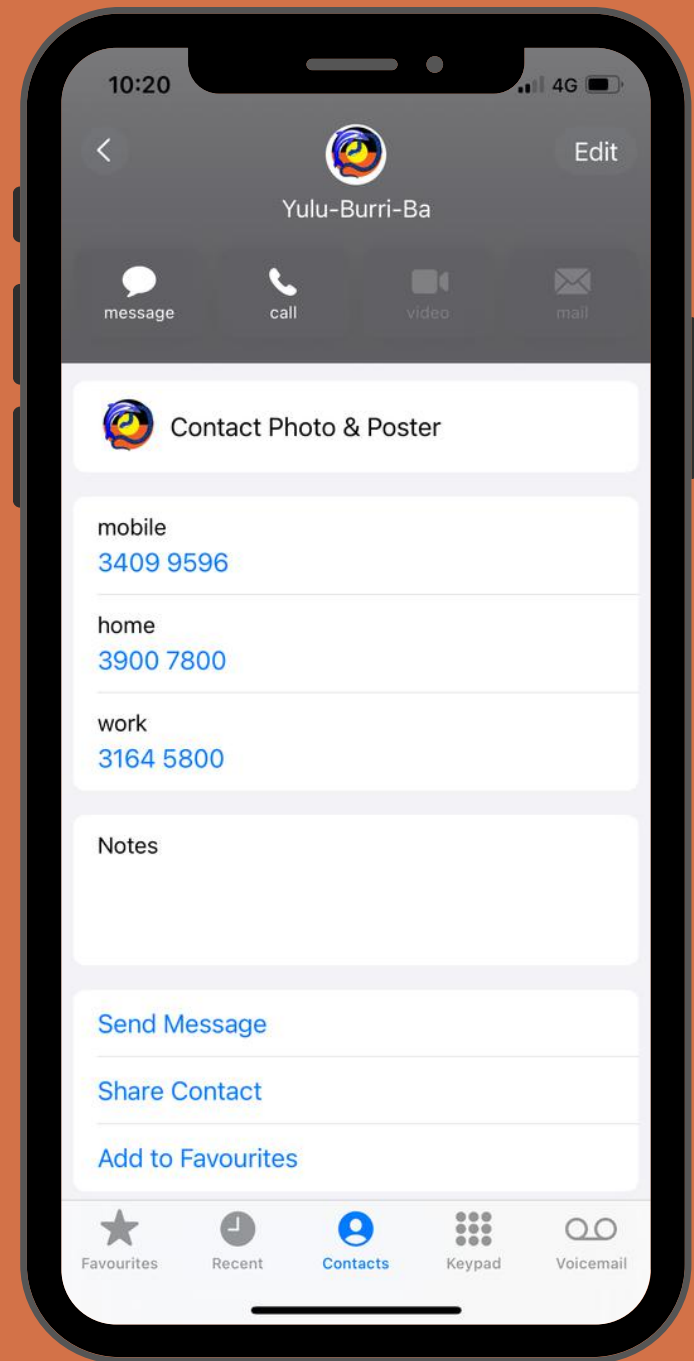 10:20
4G
Edit
Yulu-Burri-Ba
message call video mail
Contact Photo & Poster
mobile
3409 9596
home
3900 7800
work
3164 5800
Notes
Send Message
Share Contact
Add to Favourites
Favourites Recent Contacts Keypad Voicemail